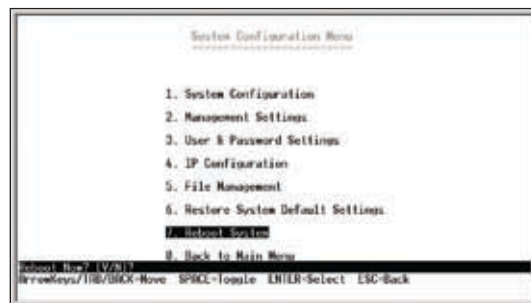 System Configuration Menu
1. System Configuration
2. Management Settings
3. User & Password Settings
4. IP Configuration
5. File Management
6. Restore System Default Settings
7. Reboot System
0. Back to Main Menu
Reboot Now? [Y/N]?
ArrowKeys/TAB/BACK=Move SPACE=Toggle ENTER=Select ESC=Back